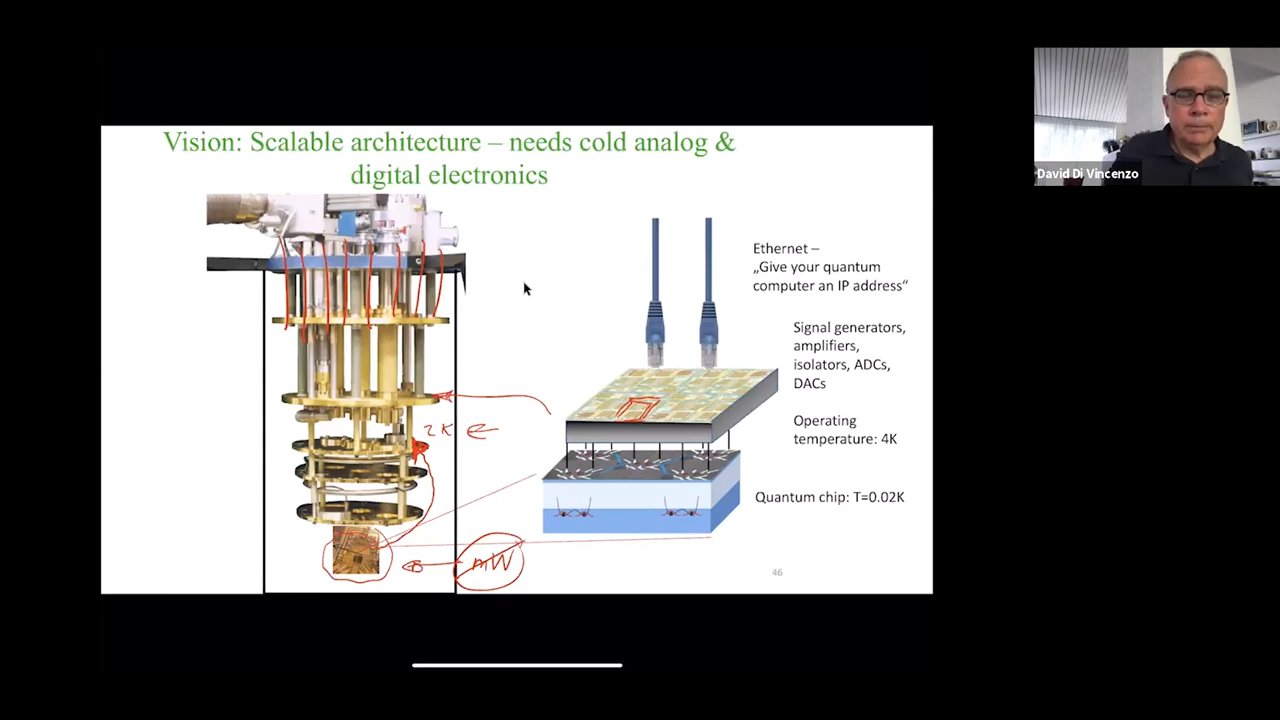 Vision: Scalable architecture – needs cold analog &
digital electronics
David Di Vincenzo
Ethernet –
„Give your quantum
computer an IP address“
Signal generators,
amplifiers,
isolators, ADCs,
DACs
Operating
temperature: 4K
2K
Quantum chip: T=0.02K
mW
46